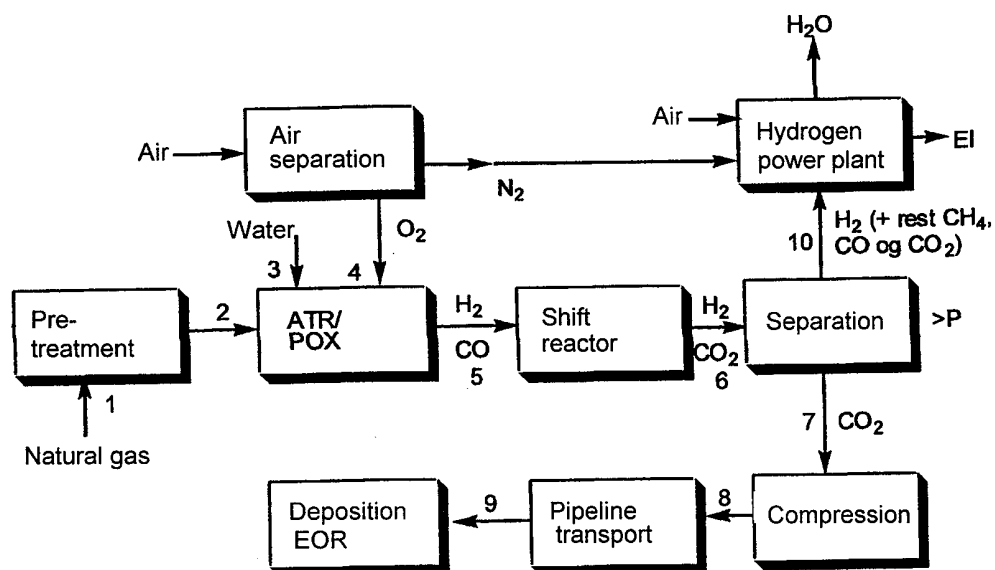 H₂O
Air
Air
separation
Air
Hydrogen
power plant
El
N₂
Water
O₂
H₂ (+ rest CH₄,
CO og CO₂)
10
3
4
Pre-
treatment
2
ATR/
POX
H₂
CO
5
Shift
reactor
H₂
CO₂
6
Separation
>P
1
Natural gas
7
CO₂
Deposition
EOR
9
Pipeline
transport
8
Compression